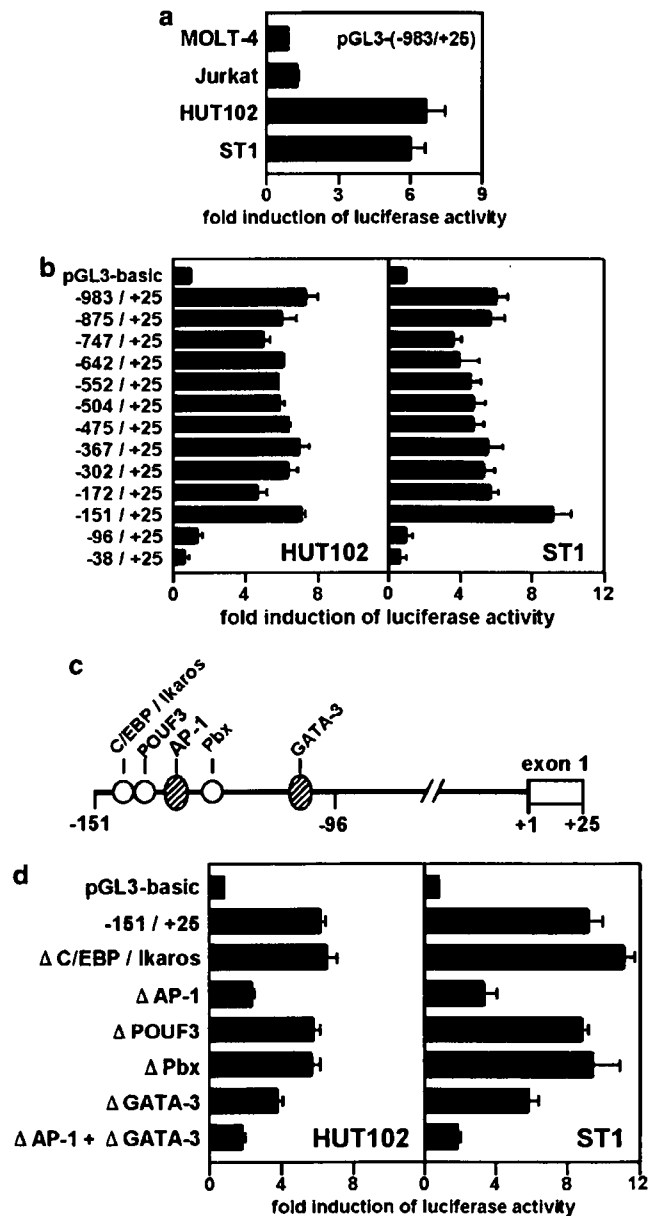 a
MOLT-4
pGL3-(-983/+25)
Jurkat
HUT102
ST1
0 3 6 9
fold induction of luciferase activity
b
pGL3-basic
-983 / +25
-875 / +25
-747 / +25
-642 / +25
-552 / +25
-504 / +25
-475 / +25
-367 / +25
-302 / +25
-172 / +25
-151 / +25
-96 / +25
-38 / +25
HUT102 ST1
0 4 8 0 4 8 12
fold induction of luciferase activity
c
C/EBP / Ikaros
POUF3
AP-1
Pbx
GATA-3
exon 1
-151 -96 +1 +25
d
pGL3-basic
-151 / +25
Δ C/EBP / Ikaros
Δ AP-1
Δ POUF3
Δ Pbx
Δ GATA-3
Δ AP-1 + Δ GATA-3
HUT102 ST1
0 4 8 0 4 8 12
fold induction of luciferase activity